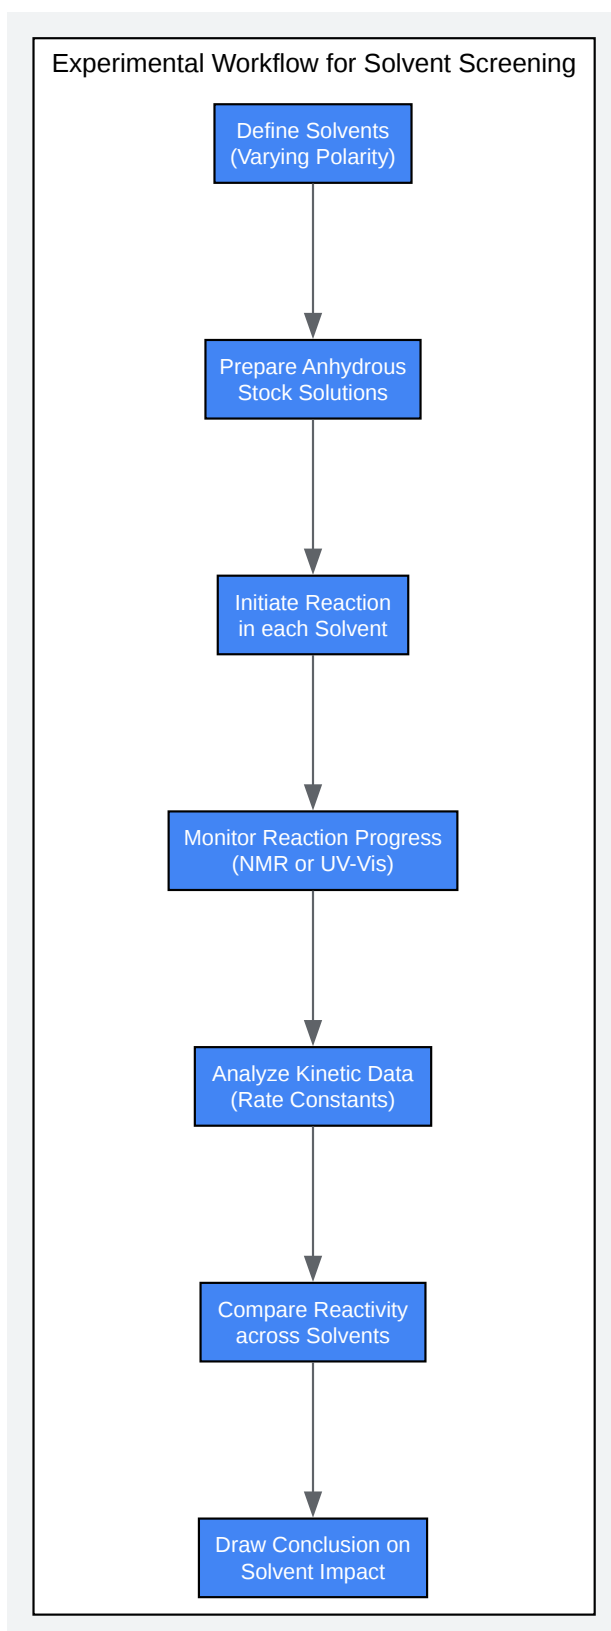 Experimental Workflow for Solvent Screening
Define Solvents
(Varying Polarity)
Prepare Anhydrous
Stock Solutions
Initiate Reaction
in each Solvent
Monitor Reaction Progress
(NMR or UV-Vis)
Analyze Kinetic Data
(Rate Constants)
Compare Reactivity
across Solvents
Draw Conclusion on
Solvent Impact